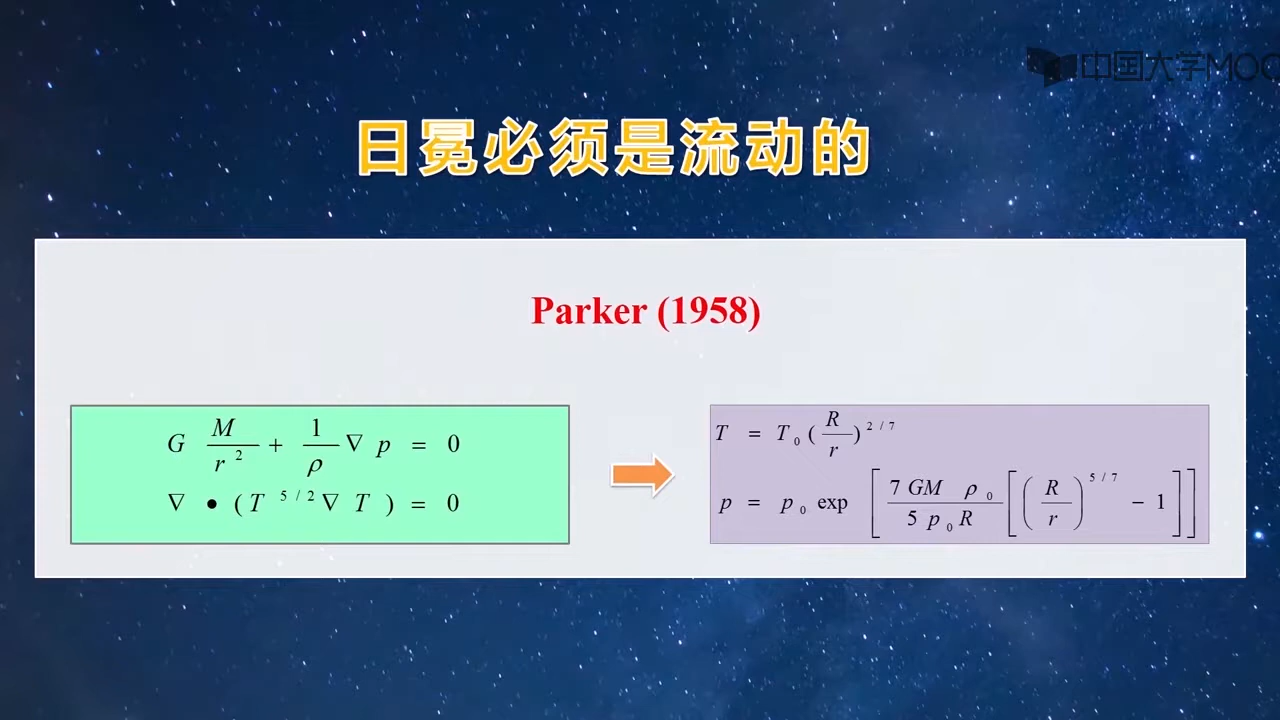 中国大学MOO
日冕必须是流动的
Parker (1958)
G M/r² + 1/ρ ∇ p = 0
∇ • (T^{5/2} ∇ T) = 0
T = T₀ (R/r)^{2/7}
p = p₀ exp [7 GM ρ₀ / 5 p₀ R [(R/r)^{5/7} − 1]]